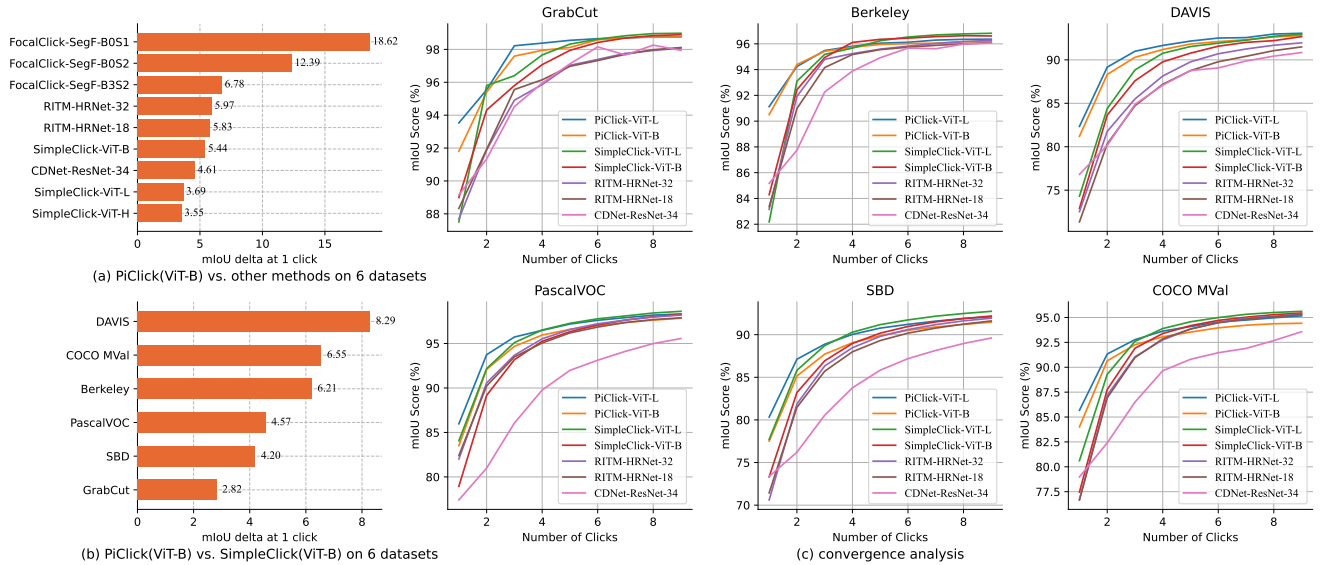 FocalClick-SegF-B0S1
18.62
FocalClick-SegF-B0S2
12.39
FocalClick-SegF-B3S2
6.78
RITM-HRNet-32
5.97
RITM-HRNet-18
5.83
SimpleClick-ViT-B
5.44
CDNet-ResNet-34
4.61
SimpleClick-ViT-L
3.69
SimpleClick-ViT-H
3.55
0 5 10 15
mIoU delta at 1 click
(a) PiClick(ViT-B) vs. other methods on 6 datasets
GrabCut
mIoU Score (%)
98
96
94
92
90
88
PiClick-ViT-L
PiClick-ViT-B
SimpleClick-ViT-L
SimpleClick-ViT-B
RITM-HRNet-32
RITM-HRNet-18
CDNet-ResNet-34
2 4 6 8
Number of Clicks
Berkeley
mIoU Score (%)
96
94
92
90
88
86
84
82
PiClick-ViT-L
PiClick-ViT-B
SimpleClick-ViT-L
SimpleClick-ViT-B
RITM-HRNet-32
RITM-HRNet-18
CDNet-ResNet-34
2 4 6 8
Number of Clicks
DAVIS
mIoU Score (%)
90
85
80
75
PiClick-ViT-L
PiClick-ViT-B
SimpleClick-ViT-L
SimpleClick-ViT-B
RITM-HRNet-32
RITM-HRNet-18
CDNet-ResNet-34
2 4 6 8
Number of Clicks
DAVIS
8.29
COCO MVal
6.55
Berkeley
6.21
PascalVOC
4.57
SBD
4.20
GrabCut
2.82
0 2 4 6 8
mIoU delta at 1 click
(b) PiClick(ViT-B) vs. SimpleClick(ViT-B) on 6 datasets
PascalVOC
mIoU Score (%)
95
90
85
80
PiClick-ViT-L
PiClick-ViT-B
SimpleClick-ViT-L
SimpleClick-ViT-B
RITM-HRNet-32
RITM-HRNet-18
CDNet-ResNet-34
2 4 6 8
Number of Clicks
SBD
mIoU Score (%)
90
85
80
75
70
PiClick-ViT-L
PiClick-ViT-B
SimpleClick-ViT-L
SimpleClick-ViT-B
RITM-HRNet-32
RITM-HRNet-18
CDNet-ResNet-34
2 4 6 8
Number of Clicks
COCO MVal
mIoU Score (%)
95.0
92.5
90.0
87.5
85.0
82.5
80.0
77.5
PiClick-ViT-L
PiClick-ViT-B
SimpleClick-ViT-L
SimpleClick-ViT-B
RITM-HRNet-32
RITM-HRNet-18
CDNet-ResNet-34
2 4 6 8
Number of Clicks
(c) convergence analysis